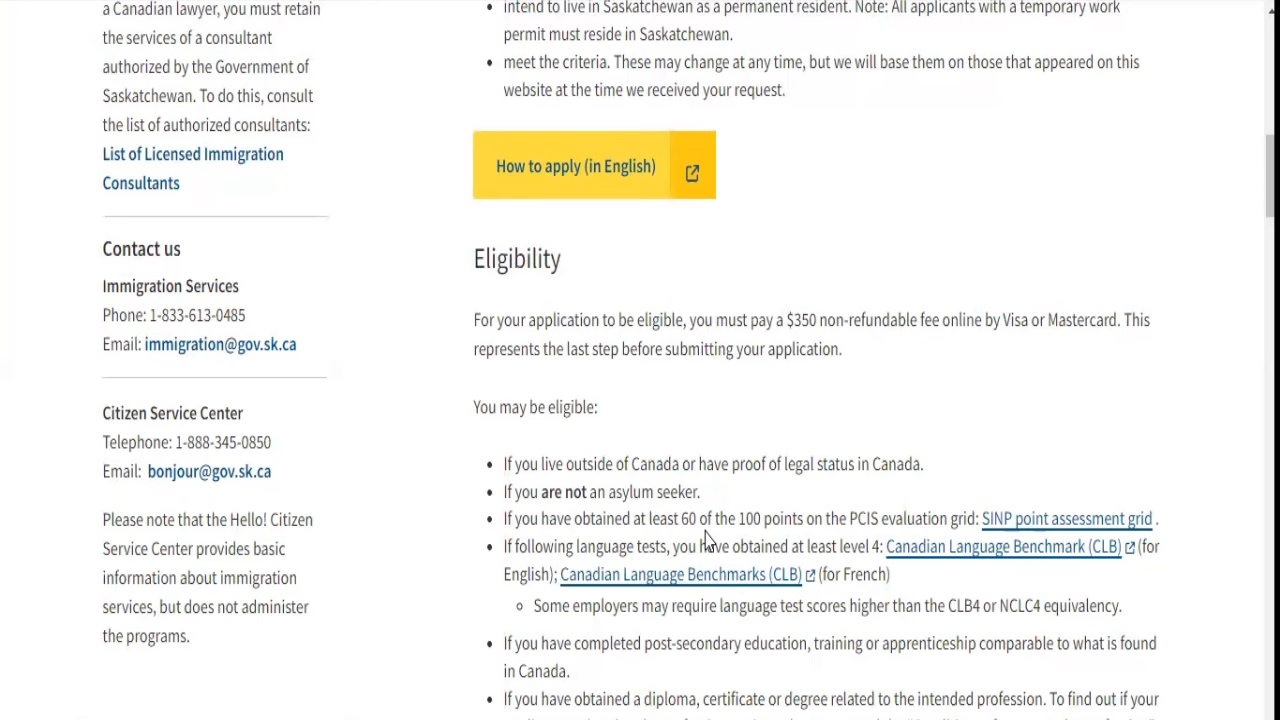 a Canadian lawyer, you must retain
the services of a consultant
authorized by the Government of
Saskatchewan. To do this, consult
the list of authorized consultants:
List of Licensed Immigration
Consultants
Contact us
Immigration Services
Phone: 1-833-613-0485
Email: immigration@gov.sk.ca
Citizen Service Center
Telephone: 1-888-345-0850
Email: bonjour@gov.sk.ca
Please note that the Hello! Citizen
Service Center provides basic
information about immigration
services, but does not administer
the programs.
intend to live in Saskatchewan as a permanent resident. Note: All applicants with a temporary work
permit must reside in Saskatchewan.
• meet the criteria. These may change at any time, but we will base them on those that appeared on this
website at the time we received your request.
How to apply (in English)
Eligibility
For your application to be eligible, you must pay a $350 non-refundable fee online by Visa or Mastercard. This
represents the last step before submitting your application.
You may be eligible:
• If you live outside of Canada or have proof of legal status in Canada.
• If you are not an asylum seeker.
• If you have obtained at least 60 of the 100 points on the PCIS evaluation grid: SINP point assessment grid .
• If following language tests, you have obtained at least level 4: Canadian Language Benchmark (CLB) (for
English); Canadian Language Benchmarks (CLB) (for French)
Some employers may require language test scores higher than the CLB4 or NCLC4 equivalency.
• If you have completed post-secondary education, training or apprenticeship comparable to what is found
in Canada.
• If you have obtained a diploma, certificate or degree related to the intended profession. To find out if your